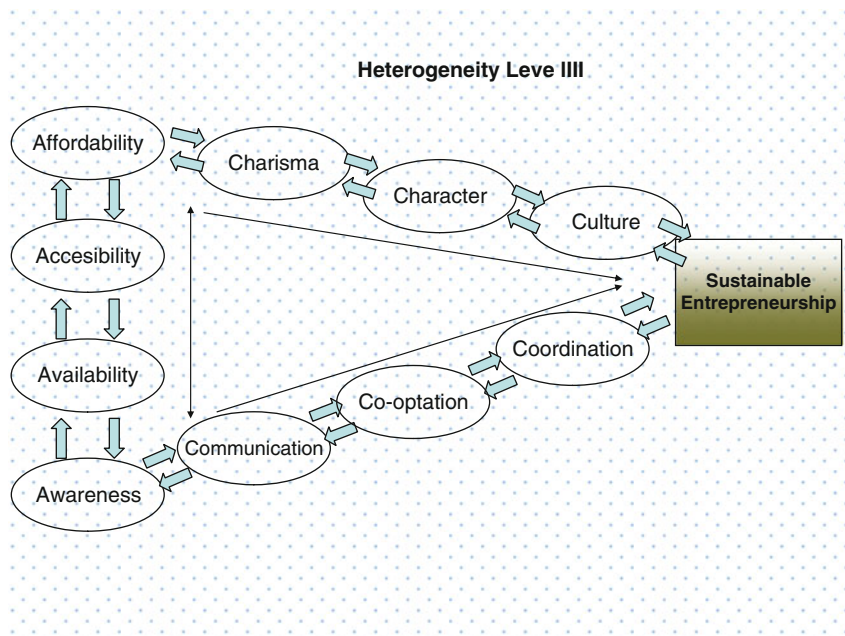 Heterogeneity Leve IIII
Affordability
Charisma
Character
Culture
Accesibility
Sustainable
Entrepreneurship
Coordination
Availability
Co-optation
Communication
Awareness